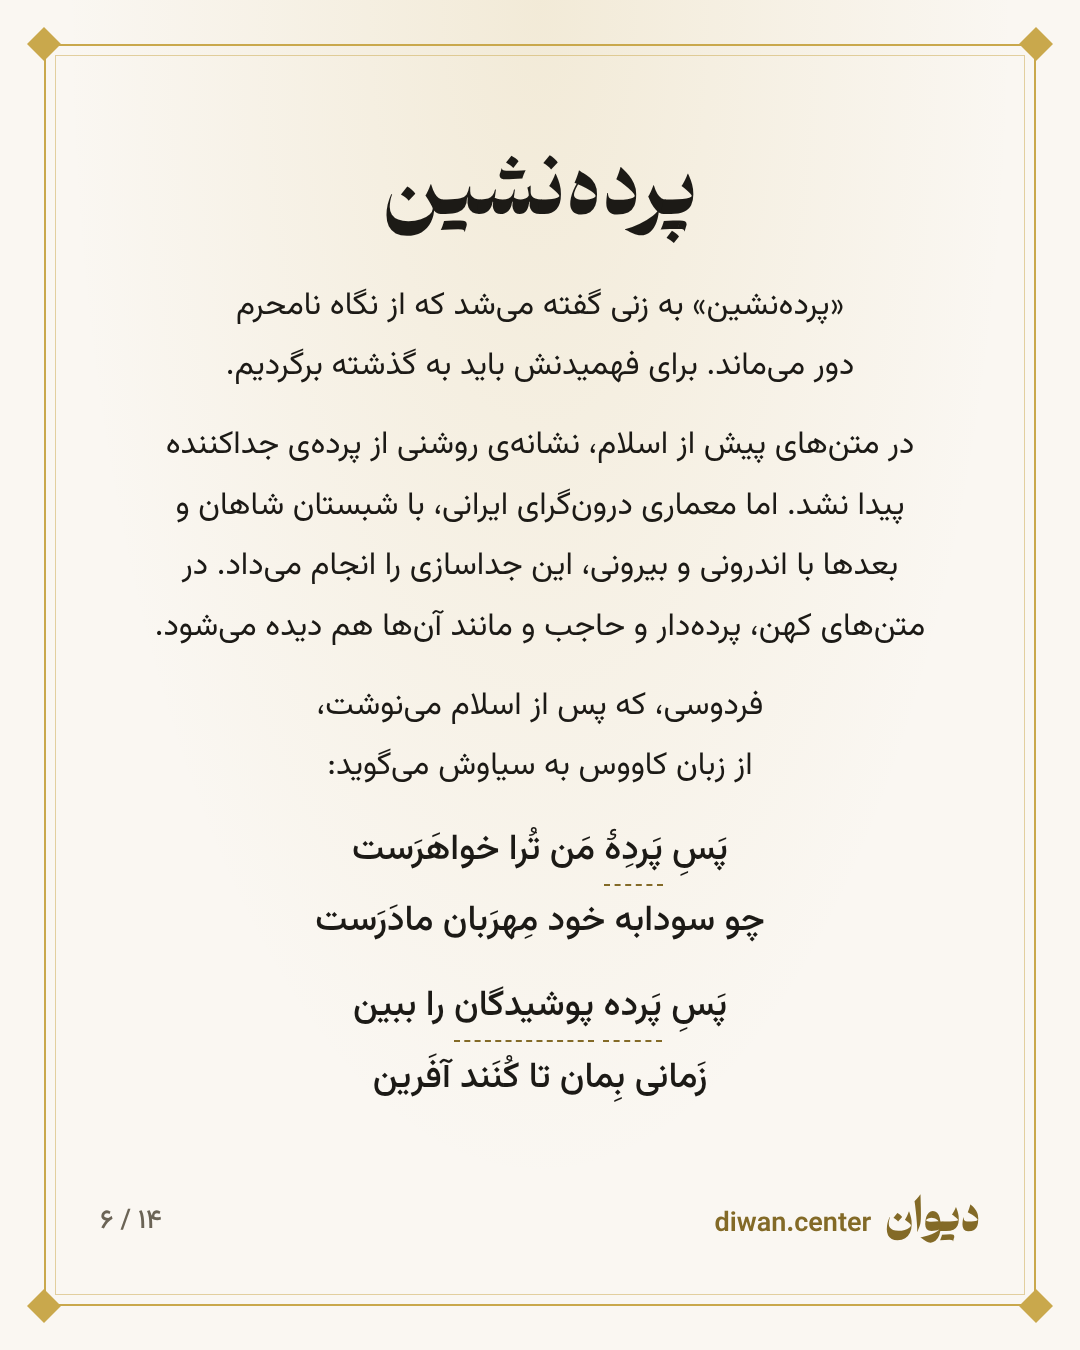 پرده‌نشین
«پرده‌نشین» به زنی گفته می‌شد که از نگاه نامحرم
دور می‌ماند. برای فهمیدنش باید به گذشته برگردیم.
در متن‌های پیش از اسلام، نشانه‌ی روشنی از پرده‌ی جداکننده
پیدا نشد. اما معماری درون‌گرای ایرانی، با شبستان شاهان و
بعدها با اندرونی و بیرونی، این جداسازی را انجام می‌داد. در
متن‌های کهن، پرده‌دار و حاجب و مانند آن‌ها هم دیده می‌شود.
فردوسی، که پس از اسلام می‌نوشت،
از زبان کاووس به سیاوش می‌گوید:
پَسِ پَردِهٔ مَن تُرا خواهَرَست
چو سودابه خود مِهرَبان مادَرَست
پَسِ پَرده پوشیدگان را ببین
زَمانی بِمان تا کُنَند آفَرین
دیوان diwan.center
۶ / ۱۴